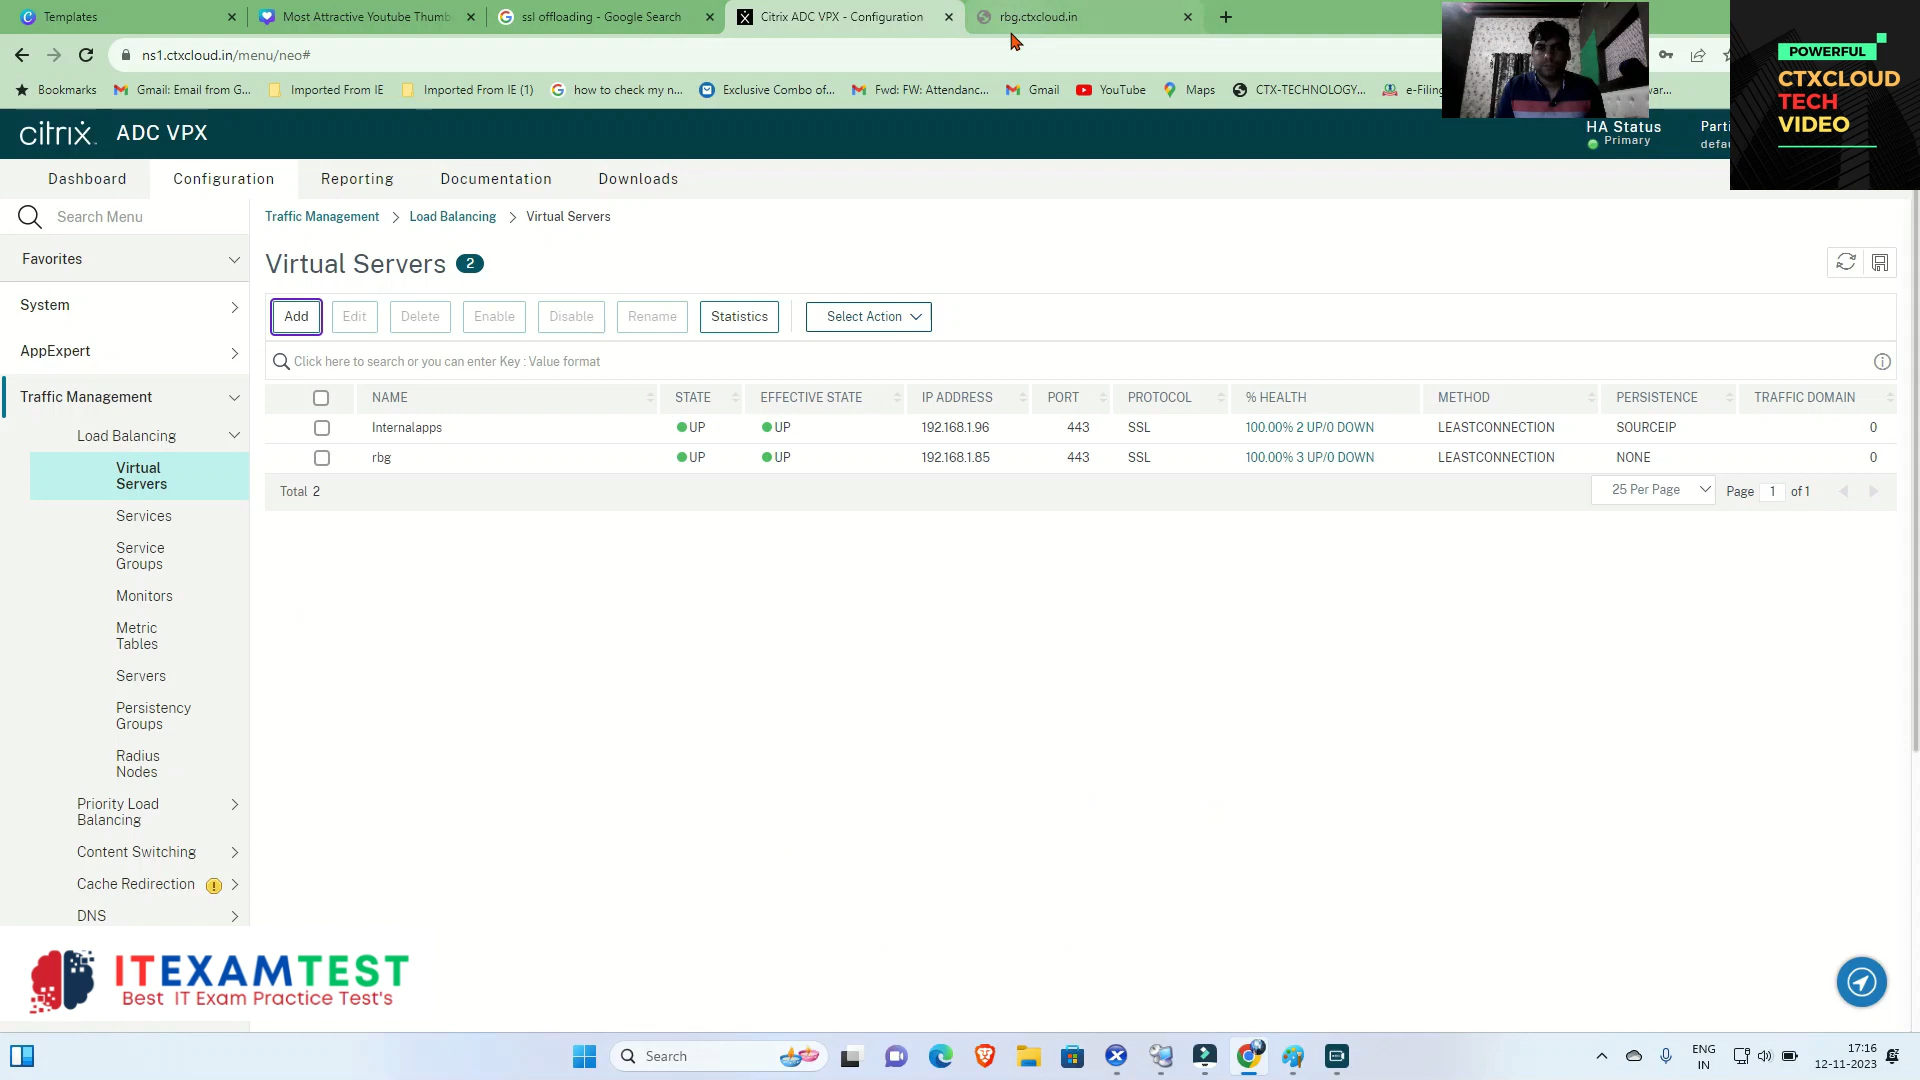 Templates
Most Attractive Youtube Thumb
ssl offloading - Google Search
Citrix ADC VPX - Configuration
rbg.ctxcloud.in
ns1.ctxcloud.in/menu/neo#
Bookmarks
Gmail: Email from G...
Imported From IE
Imported From IE (1)
how to check my n...
Exclusive Combo of...
Fwd: FW: Attendanc...
Gmail
YouTube
Maps
CTX-TECHNOLOGY...
e-Filing
POWERFUL
CTXCLOUD
TECH
VIDEO
citrix. ADC VPX
HA Status
Primary
Dashboard
Configuration
Reporting
Documentation
Downloads
Search Menu
Traffic Management > Load Balancing > Virtual Servers
Favorites
Virtual Servers 2
System
Add
Edit
Delete
Enable
Disable
Rename
Statistics
Select Action
AppExpert
Click here to search or you can enter Key : Value format
Traffic Management
NAME STATE EFFECTIVE STATE IP ADDRESS PORT PROTOCOL % HEALTH METHOD PERSISTENCE TRAFFIC DOMAIN
Internalapps UP UP 192.168.1.96 443 SSL 100.00% 2 UP/0 DOWN LEASTCONNECTION SOURCEIP 0
rbg UP UP 192.168.1.85 443 SSL 100.00% 3 UP/0 DOWN LEASTCONNECTION NONE 0
Total 2
25 Per Page
Page 1 of 1
Load Balancing
Virtual
Servers
Services
Service
Groups
Monitors
Metric
Tables
Servers
Persistency
Groups
Radius
Nodes
Priority Load
Balancing
Content Switching
Cache Redirection
DNS
ITEXAMTEST
Best IT Exam Practice Test's
Search
ENG
IN
17:16
12-11-2023